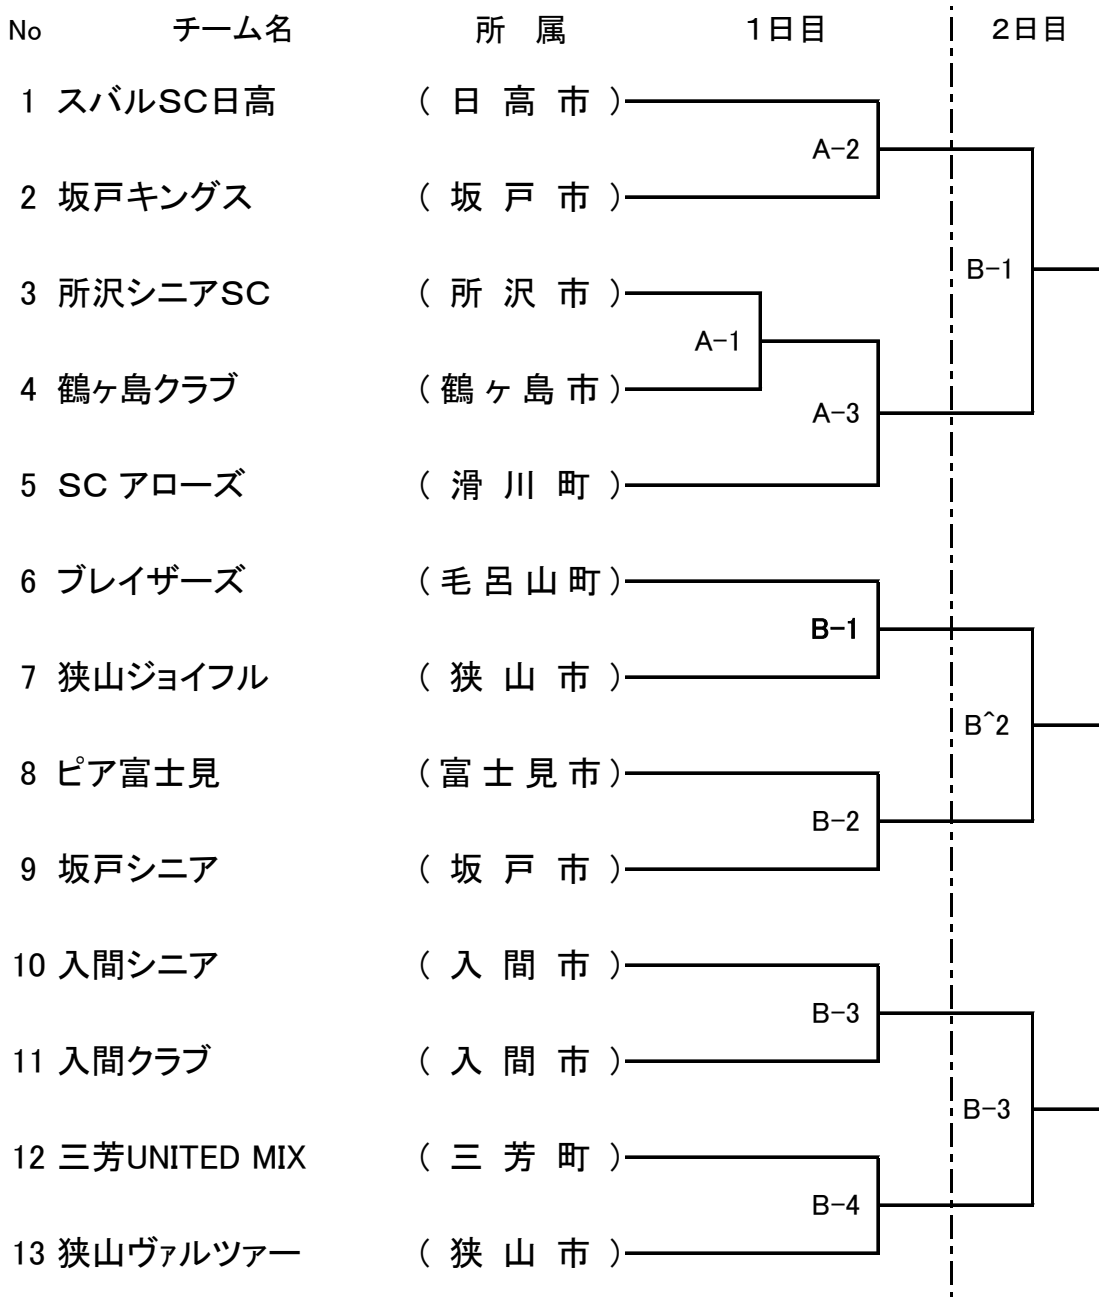 No チーム名 所 属 1日目 2日目
1 スバルSC日高 ( 日 高 市 )
A-2
2 坂戸キングス ( 坂 戸 市 )
B-1
3 所沢シニアSC ( 所 沢 市 )
A-1
4 鶴ヶ島クラブ ( 鶴 ヶ 島 市 )
A-3
5 SC アローズ ( 滑 川 町 )
6 ブレイザーズ ( 毛 呂 山 町 )
B-1
7 狭山ジョイフル ( 狭 山 市 )
B^2
8 ピア富士見 ( 富 士 見 市 )
B-2
9 坂戸シニア ( 坂 戸 市 )
10 入間シニア ( 入 間 市 )
B-3
11 入間クラブ ( 入 間 市 )
B-3
12 三芳UNITED MIX ( 三 芳 町 )
B-4
13 狭山ヴァルツァー ( 狭 山 市 )